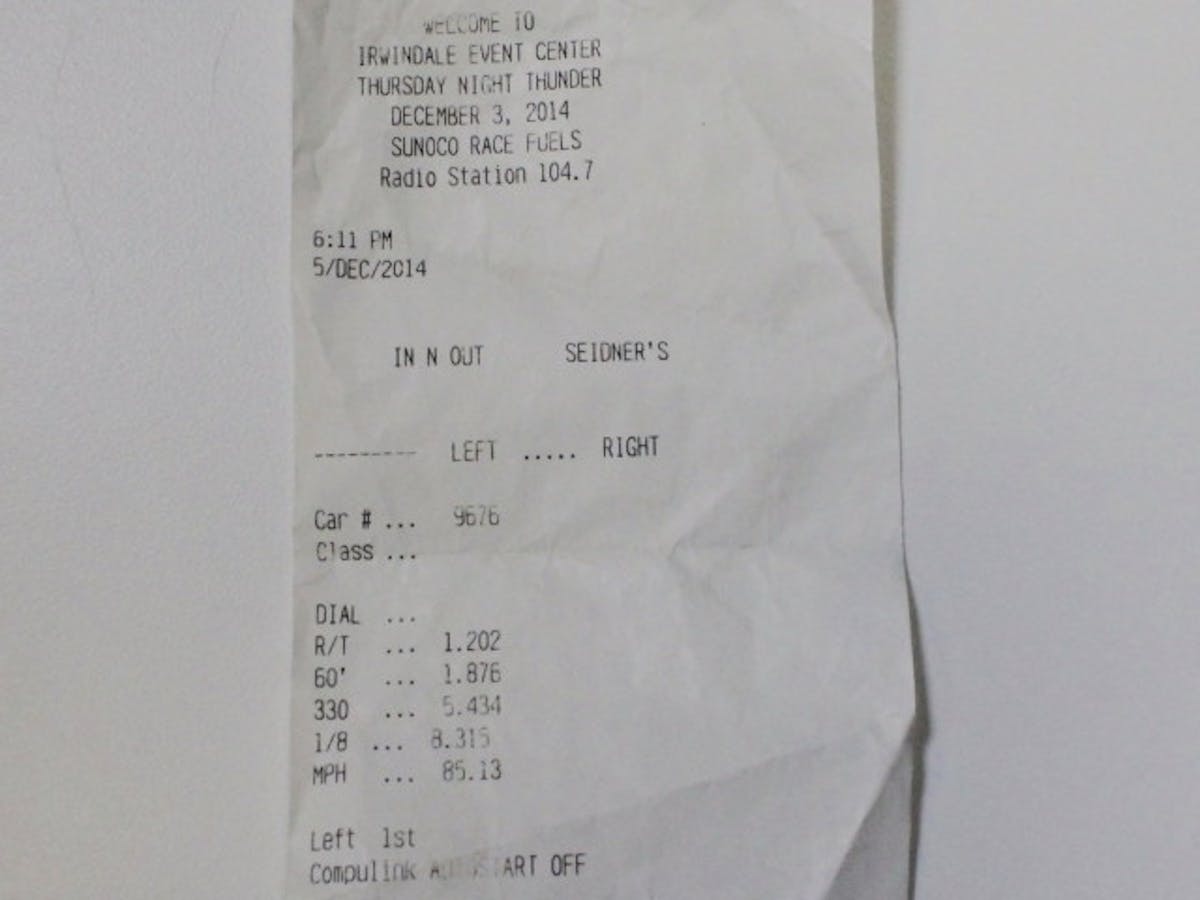 WELCOME TO
IRWINDALE EVENT CENTER
THURSDAY NIGHT THUNDER
DECEMBER 3, 2014
SUNOCO RACE FUELS
Radio Station 104.7
6:11 PM
5/DEC/2014
IN N OUT SEIDNER'S
--------- LEFT ..... RIGHT
Car # ... 9676
Class ...
DIAL ...
R/T ... 1.202
60' ... 1.876
330 ... 5.434
1/8 ... 8.315
MPH ... 85.13
Left 1st
Compulink AUTOSTART OFF